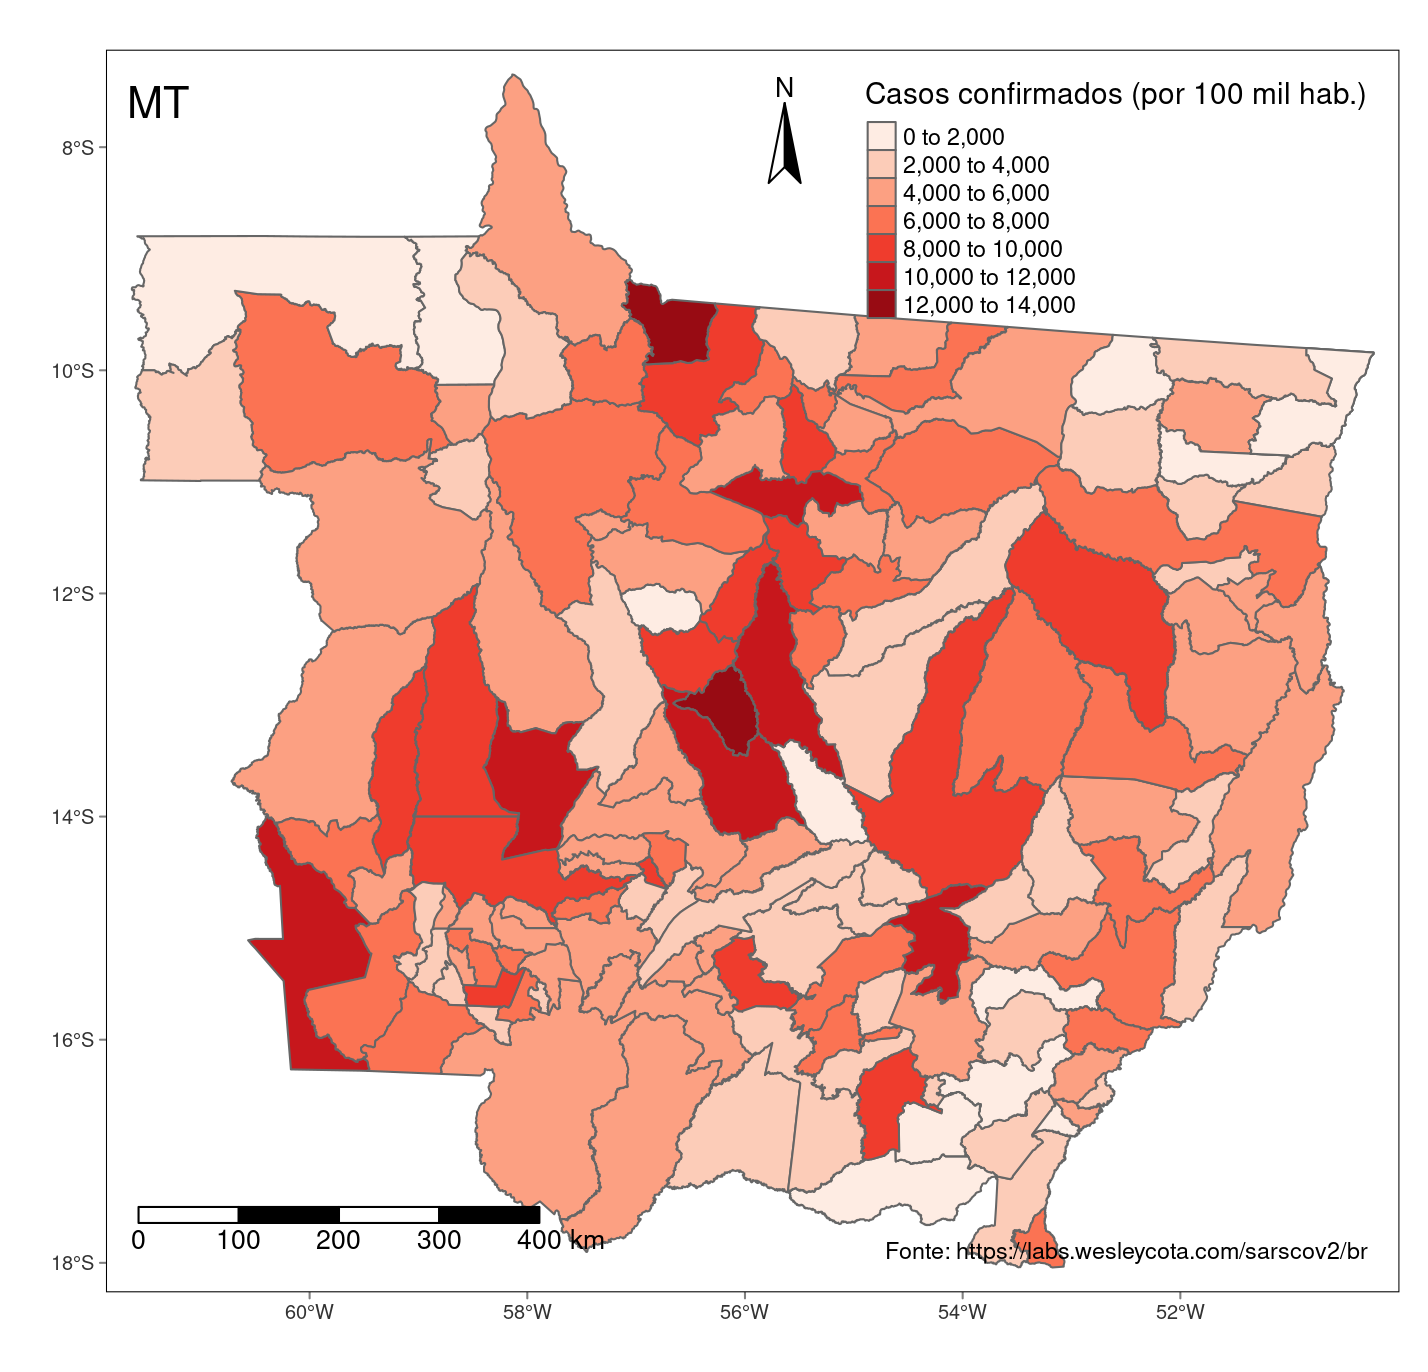 MT
N
Casos confirmados (por 100 mil hab.)
0 to 2,000
2,000 to 4,000
4,000 to 6,000
6,000 to 8,000
8,000 to 10,000
10,000 to 12,000
12,000 to 14,000
8°S
10°S
12°S
14°S
16°S
18°S
0 100 200 300 400 km
Fonte: https://labs.wesleycota.com/sarscov2/br
60°W 58°W 56°W 54°W 52°W